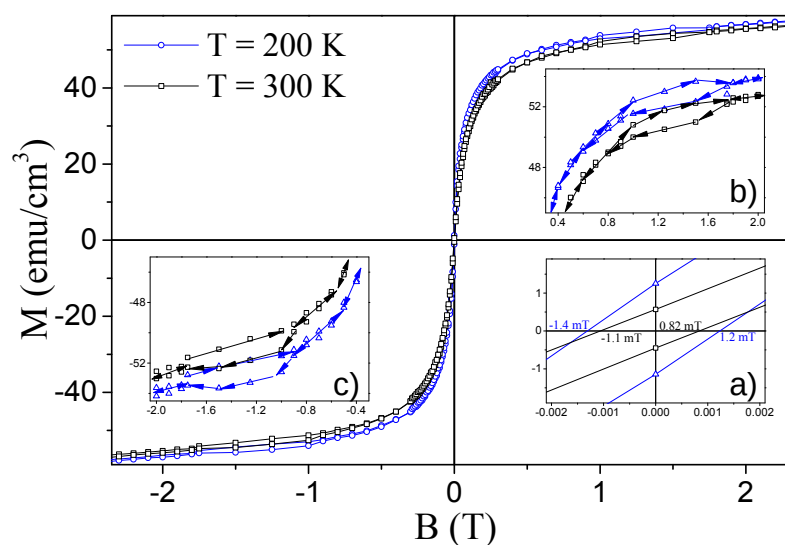 T = 200 K
T = 300 K
M (emu/cm³)
40
20
0
-20
-40
-2
-1
0
1
2
B (T)
52
48
b)
0.4
0.8
1.2
1.6
2.0
-48
-52
c)
-2.0
-1.6
-1.2
-0.8
-0.4
1
0
-1
-1.4 mT
-1.1 mT
0.82 mT
1.2 mT
a)
-0.002
-0.001
0.000
0.001
0.002